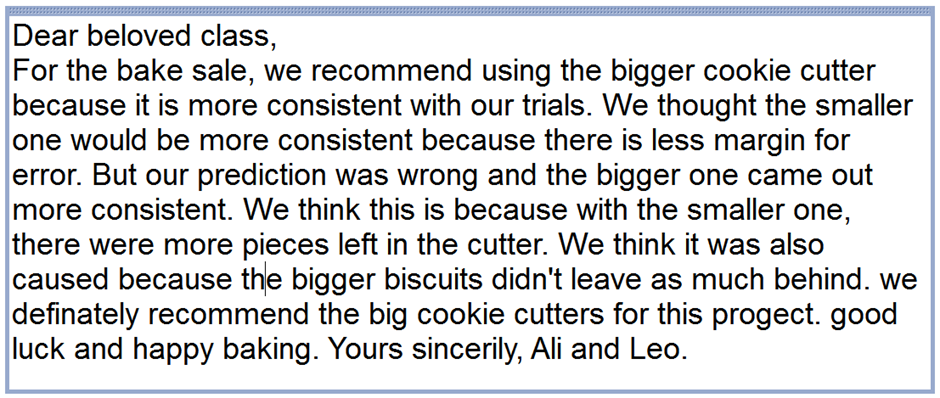 Dear beloved class,
For the bake sale, we recommend using the bigger cookie cutter
because it is more consistent with our trials. We thought the smaller
one would be more consistent because there is less margin for
error. But our prediction was wrong and the bigger one came out
more consistent. We think this is because with the smaller one,
there were more pieces left in the cutter. We think it was also
caused because the bigger biscuits didn't leave as much behind. we
definately recommend the big cookie cutters for this progect. good
luck and happy baking. Yours sincerily, Ali and Leo.